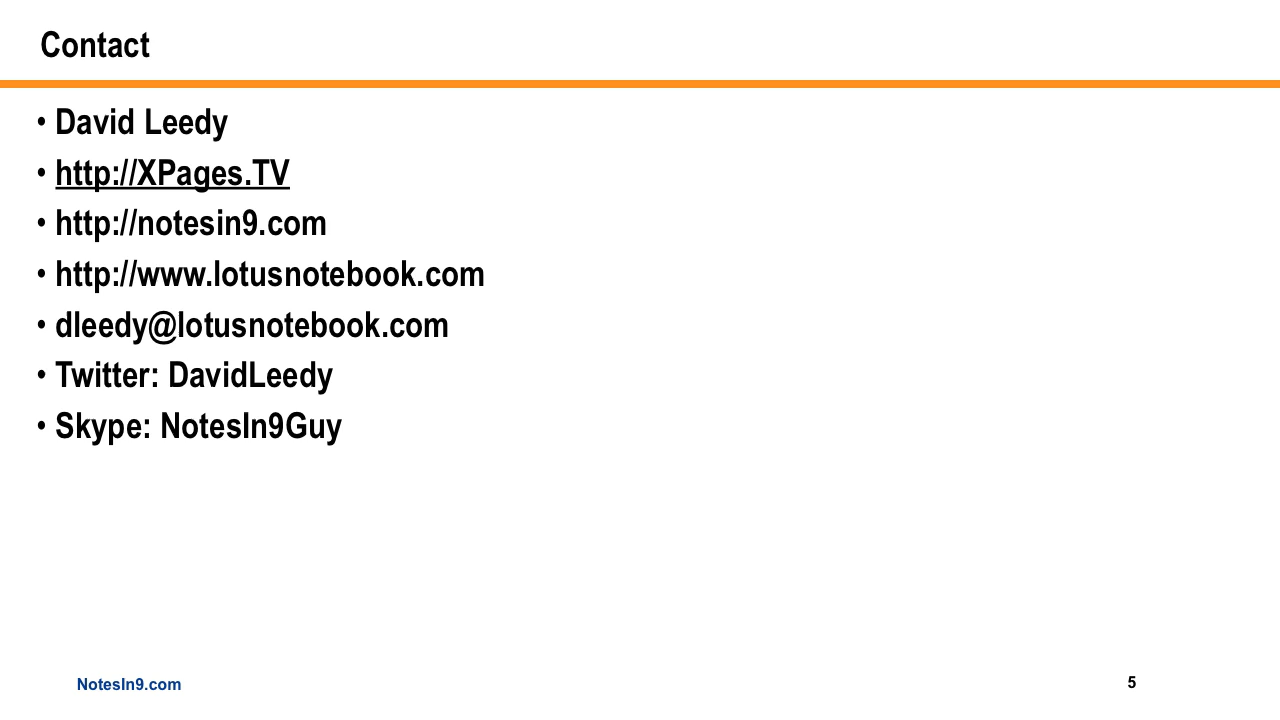 Contact
• David Leedy
• http://XPages.TV
• http://notesin9.com
• http://www.lotusnotebook.com
• dleedy@lotusnotebook.com
• Twitter: DavidLeedy
• Skype: NotesIn9Guy
NotesIn9.com
5